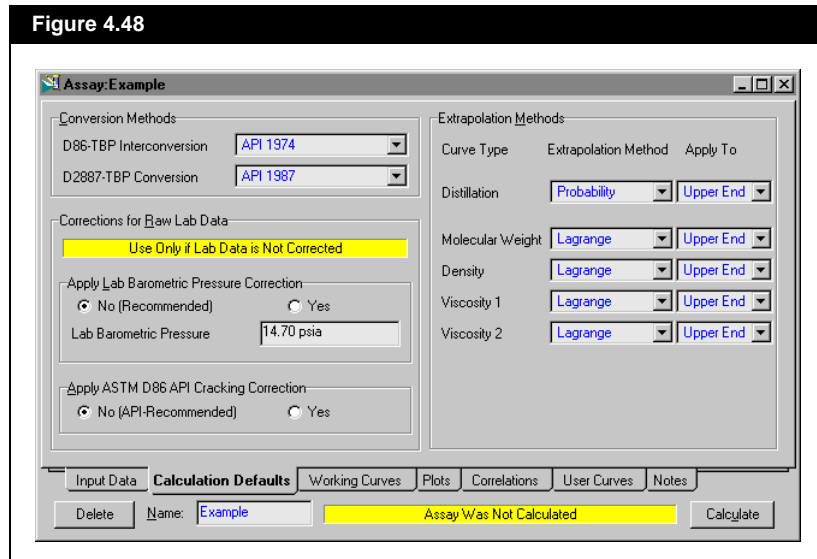 Figure 4.48
Assay:Example
Conversion Methods
D86-TBP Interconversion API 1974
D2887-TBP Conversion API 1987
Corrections for Raw Lab Data
Use Only if Lab Data is Not Corrected
Apply Lab Barometric Pressure Correction
No (Recommended) Yes
Lab Barometric Pressure 14.70 psia
Apply ASTM D86 API Cracking Correction
No (API-Recommended) Yes
Extrapolation Methods
Curve Type Extrapolation Method Apply To
Distillation Probability Upper End
Molecular Weight Lagrange Upper End
Density Lagrange Upper End
Viscosity 1 Lagrange Upper End
Viscosity 2 Lagrange Upper End
Input Data Calculation Defaults Working Curves Plots Correlations User Curves Notes
Delete Name: Example Assay Was Not Calculated Calculate